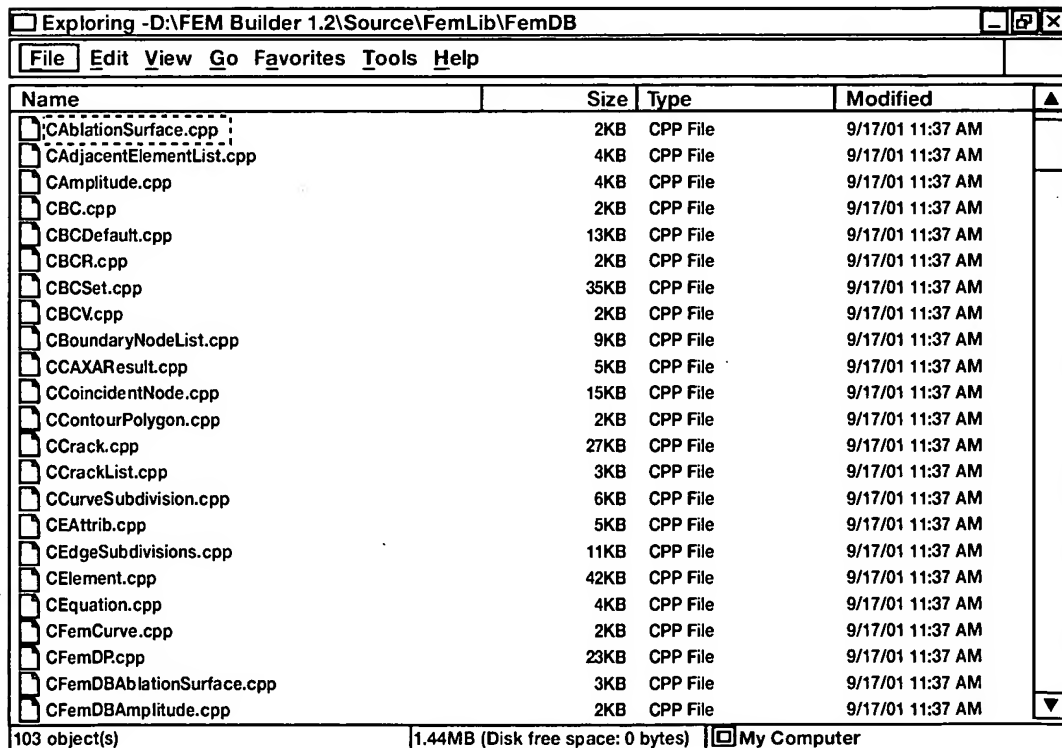 Exploring -D:\FEM Builder 1.2\Source\FemLib\FemDB
File Edit View Go Favorites Tools Help
Name Size Type Modified
CAblationSurface.cpp 2KB CPP File 9/17/01 11:37 AM
CAdjacentElementList.cpp 4KB CPP File 9/17/01 11:37 AM
CAmplitude.cpp 4KB CPP File 9/17/01 11:37 AM
CBC.cpp 2KB CPP File 9/17/01 11:37 AM
CBCDefault.cpp 13KB CPP File 9/17/01 11:37 AM
CBCR.cpp 2KB CPP File 9/17/01 11:37 AM
CBCSet.cpp 35KB CPP File 9/17/01 11:37 AM
CBCV.cpp 2KB CPP File 9/17/01 11:37 AM
CBoundaryNodeList.cpp 9KB CPP File 9/17/01 11:37 AM
CCAXAResult.cpp 5KB CPP File 9/17/01 11:37 AM
CCoincidentNode.cpp 15KB CPP File 9/17/01 11:37 AM
CContourPolygon.cpp 2KB CPP File 9/17/01 11:37 AM
CCrack.cpp 27KB CPP File 9/17/01 11:37 AM
CCrackList.cpp 3KB CPP File 9/17/01 11:37 AM
CCurveSubdivision.cpp 6KB CPP File 9/17/01 11:37 AM
CEAttrib.cpp 5KB CPP File 9/17/01 11:37 AM
CEdgeSubdivisions.cpp 11KB CPP File 9/17/01 11:37 AM
CElement.cpp 42KB CPP File 9/17/01 11:37 AM
CEquation.cpp 4KB CPP File 9/17/01 11:37 AM
CFemCurve.cpp 2KB CPP File 9/17/01 11:37 AM
CFemDP.cpp 23KB CPP File 9/17/01 11:37 AM
CFemDBAblationSurface.cpp 3KB CPP File 9/17/01 11:37 AM
CFemDBAmplitude.cpp 2KB CPP File 9/17/01 11:37 AM
103 object(s) 1.44MB (Disk free space: 0 bytes) My Computer